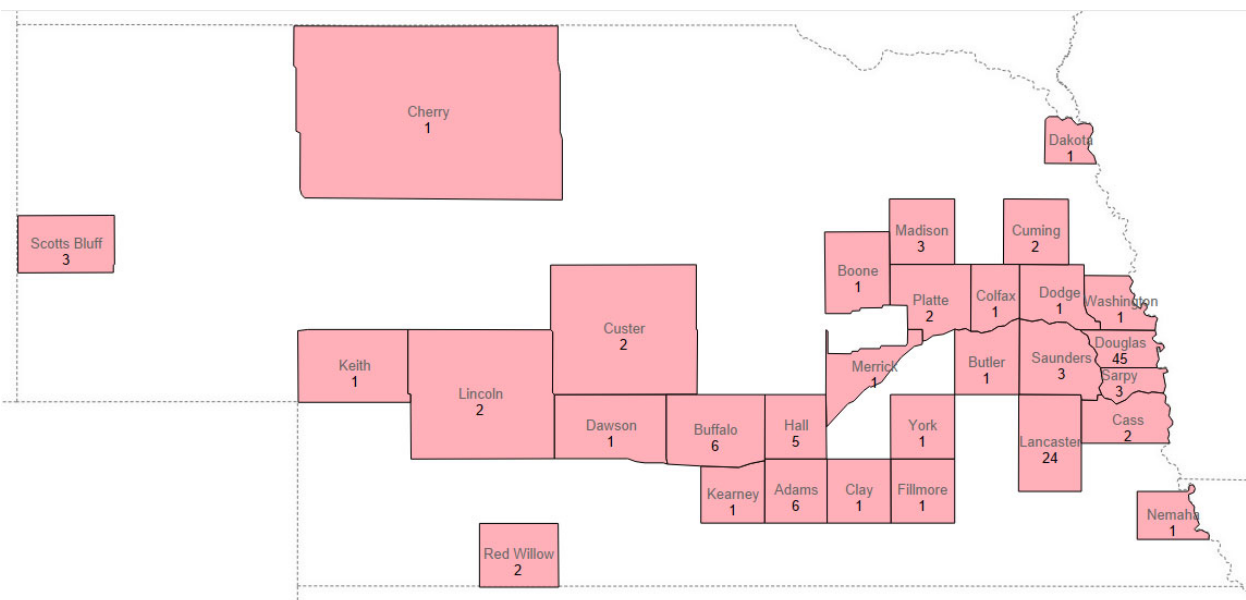 Cherry
1
Dakota
1
Scotts Bluff
3
Madison
3
Cuming
2
Boone
1
Platte
2
Colfax
1
Dodge
1
Washington
1
Custer
2
Douglas
45
Keith
1
Lincoln
2
Merrick
1
Butler
1
Saunders
3
Sarpy
3
Dawson
1
Buffalo
6
Hall
5
York
1
Lancaster
24
Cass
2
Kearney
1
Adams
6
Clay
1
Fillmore
1
Nemaha
1
Red Willow
2